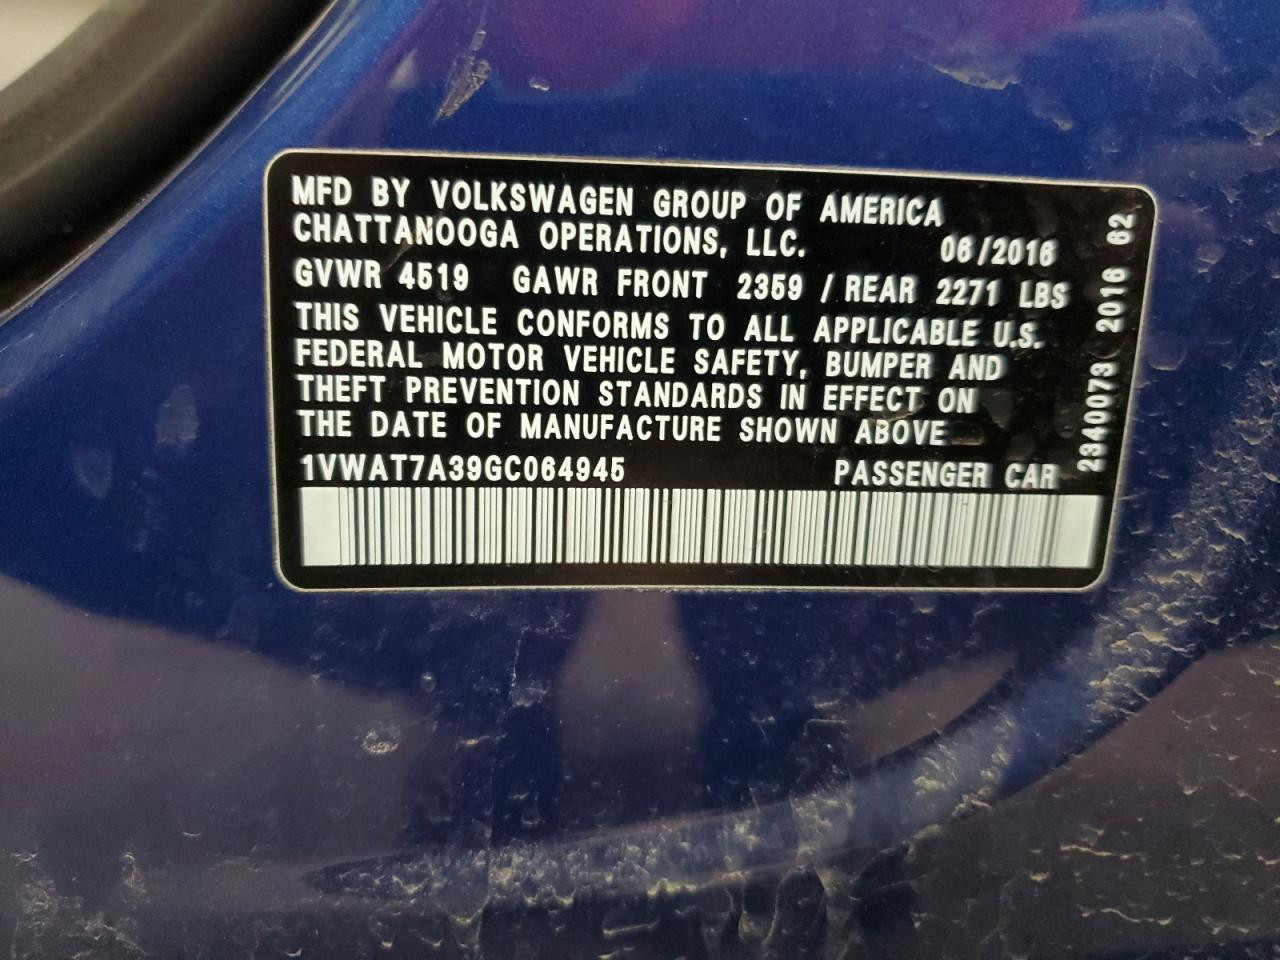 MFD BY VOLKSWAGEN GROUP OF AMERICA
CHATTANOOGA OPERATIONS, LLC. 06/2016
GVWR 4519 GAWR FRONT 2359 / REAR 2271 LBS
THIS VEHICLE CONFORMS TO ALL APPLICABLE U.S.
FEDERAL MOTOR VEHICLE SAFETY, BUMPER AND
THEFT PREVENTION STANDARDS IN EFFECT ON
THE DATE OF MANUFACTURE SHOWN ABOVE
1VWAT7A39GC064945 PASSENGER CAR
2340073 2016 62